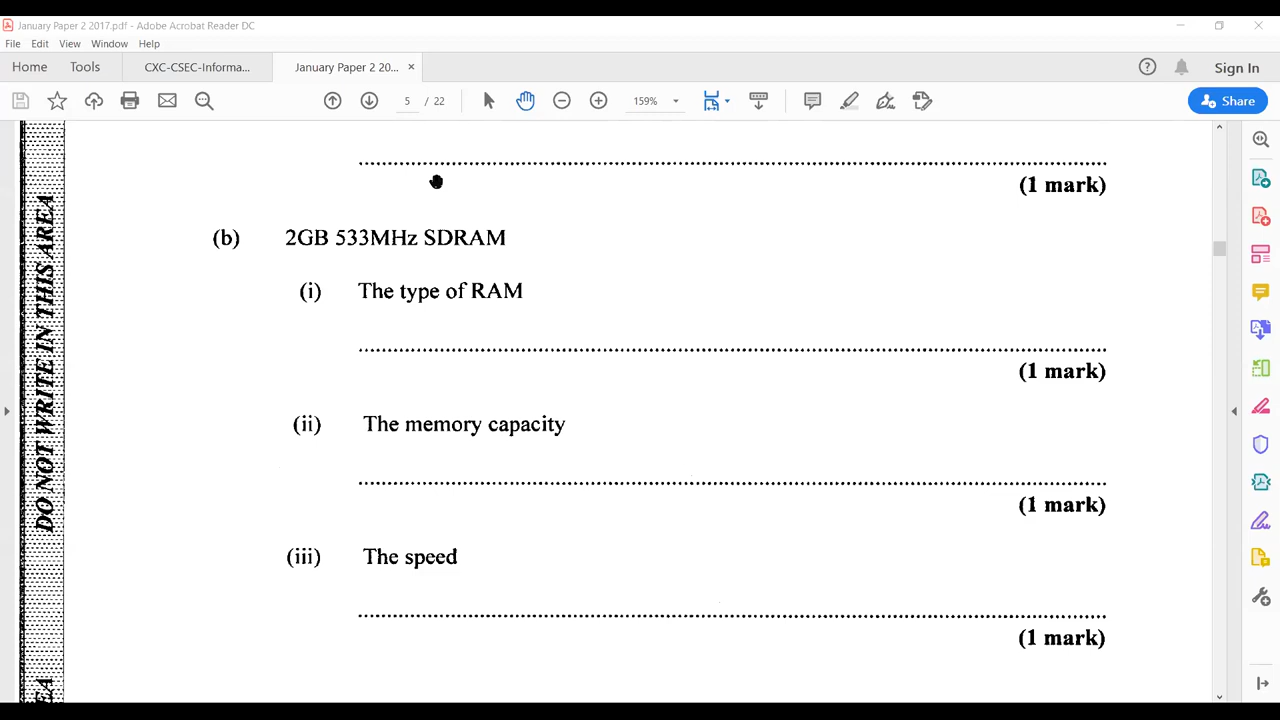 January Paper 2 2017.pdf - Adobe Acrobat Reader DC
File Edit View Window Help
Home Tools CXC-CSEC-Informa... January Paper 2 20... × Sign In
5 / 22 159% Share
(1 mark)
(b) 2GB 533MHz SDRAM
(i) The type of RAM
(1 mark)
(ii) The memory capacity
(1 mark)
(iii) The speed
(1 mark)
DO NOT WRITE IN THIS AREA
EA